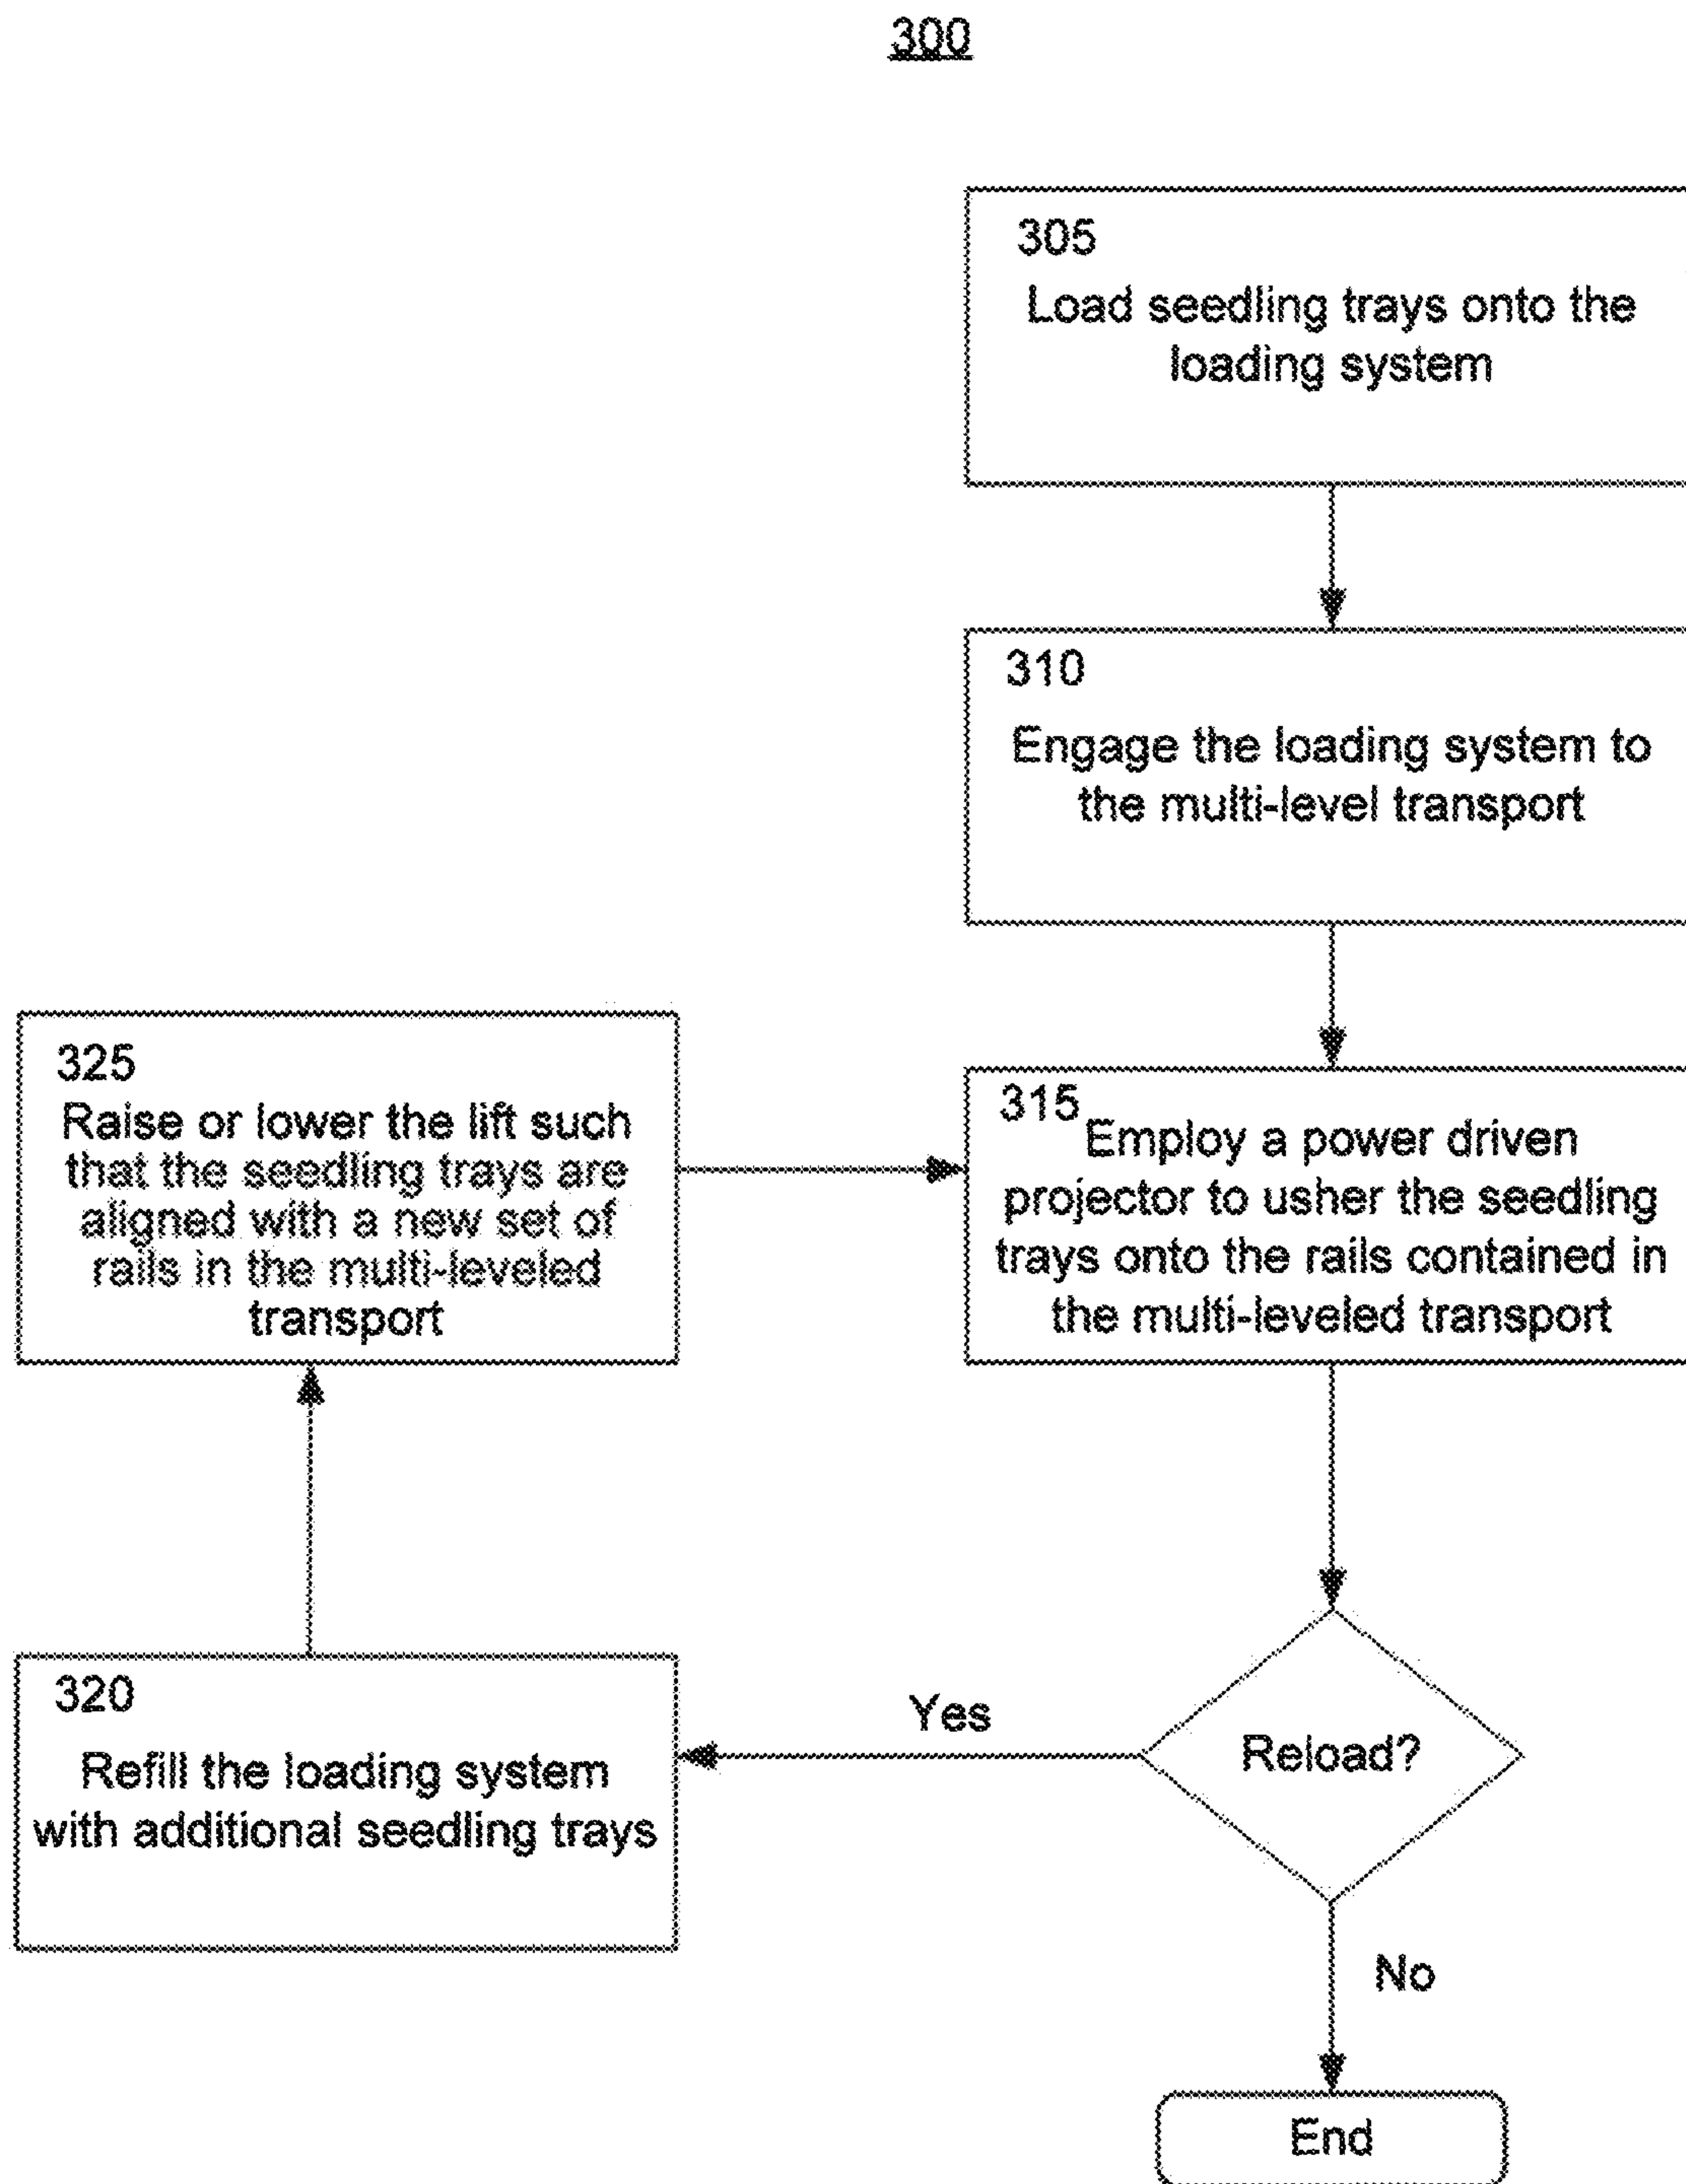 300
305
Load seedling trays onto the
loading system
310
Engage the loading system to
the multi-level transport
325
Raise or lower the lift such
that the seedling trays are
aligned with a new set of
rails in the multi-leveled
transport
315
Employ a power driven
projector to usher the seedling
trays onto the rails contained in
the multi-leveled transport
320
Refill the loading system
with additional seedling trays
Yes
Reload?
No
End